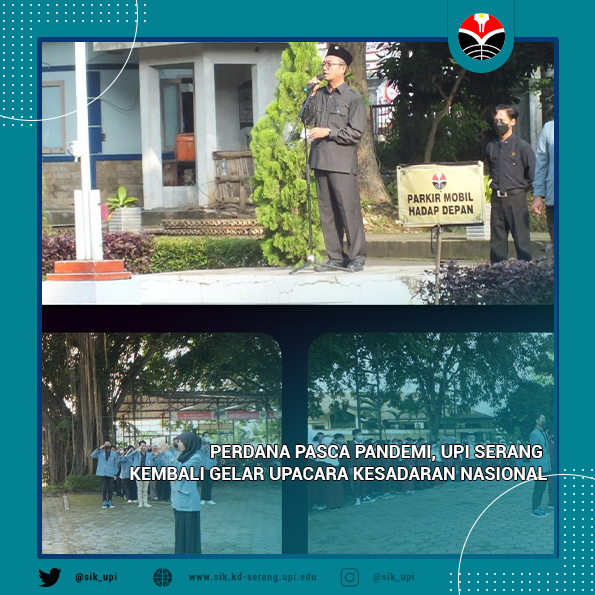 PARKIR MOBIL
HADAP DEPAN
PERDANA PASCA PANDEMI, UPI SERANG
KEMBALI GELAR UPACARA KESADARAN NASIONAL
@sik_upi
www.sik.kd-serang.upi.edu
@sik_upi